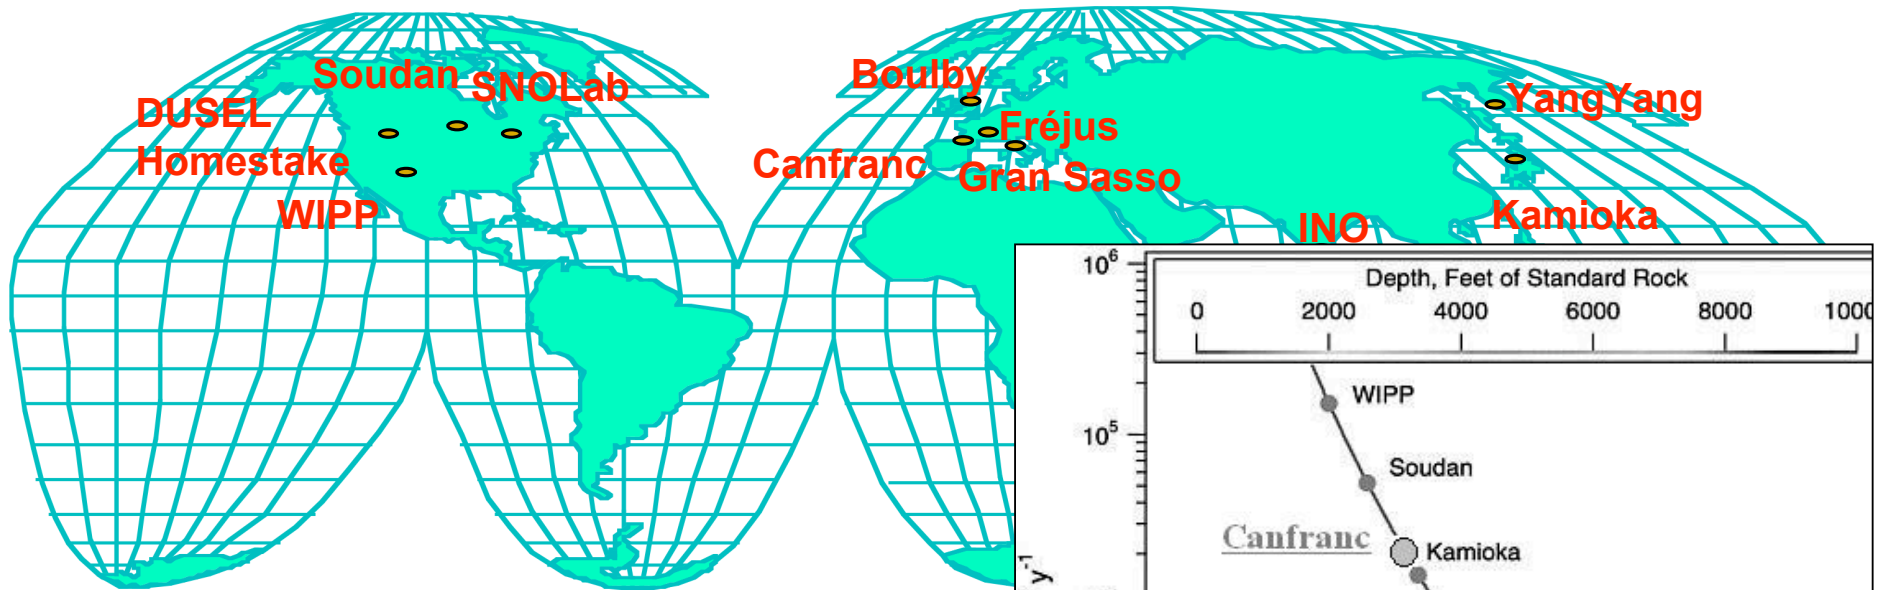 Soudan
SNOLab
DUSEL
Homestake
WIPP
Boulby
Fréjus
Canfranc
Gran Sasso
YangYang
Kamioka
INO
10⁶
Depth, Feet of Standard Rock
0 2000 4000 6000 8000
WIPP
10⁵
Soudan
Canfranc
Kamioka
y⁻¹